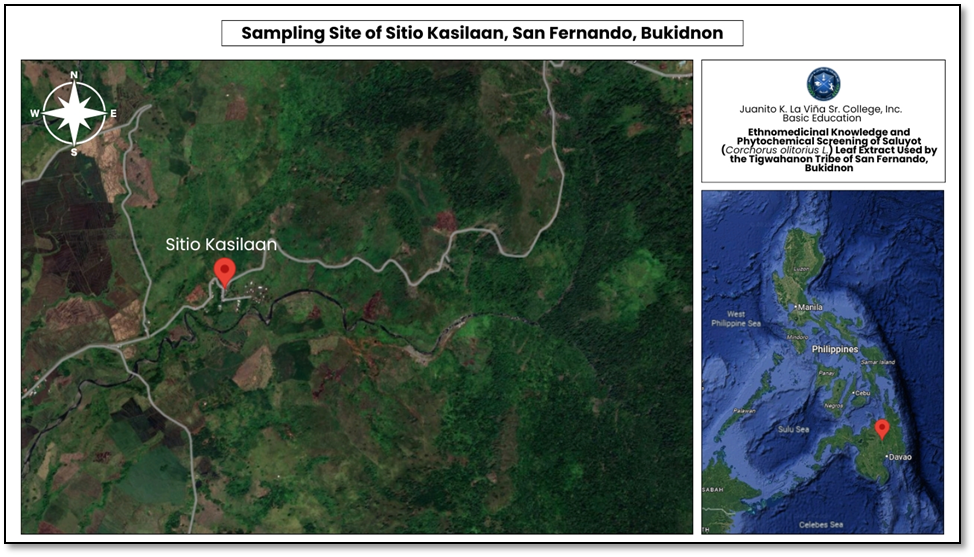 Sampling Site of Sitio Kasilaan, San Fernando, Bukidnon
N
W
E
S
Sitio Kasilaan
Juanito K. La Viña Sr. College, Inc.
Basic Education
Ethnomedicinal Knowledge and
Phytochemical Screening of Saluyot
(Corchorus olitorius L.) Leaf Extract Used by
the Tigwahanon Tribe of San Fernando,
Bukidnon
Luzon
Manila
West
Philippine Sea
Mindoro
Philippines
Samar Island
Panay
Cebu
Negros
Palawan
Sulu Sea
Davao
SABAH
TH
Celebes Sea